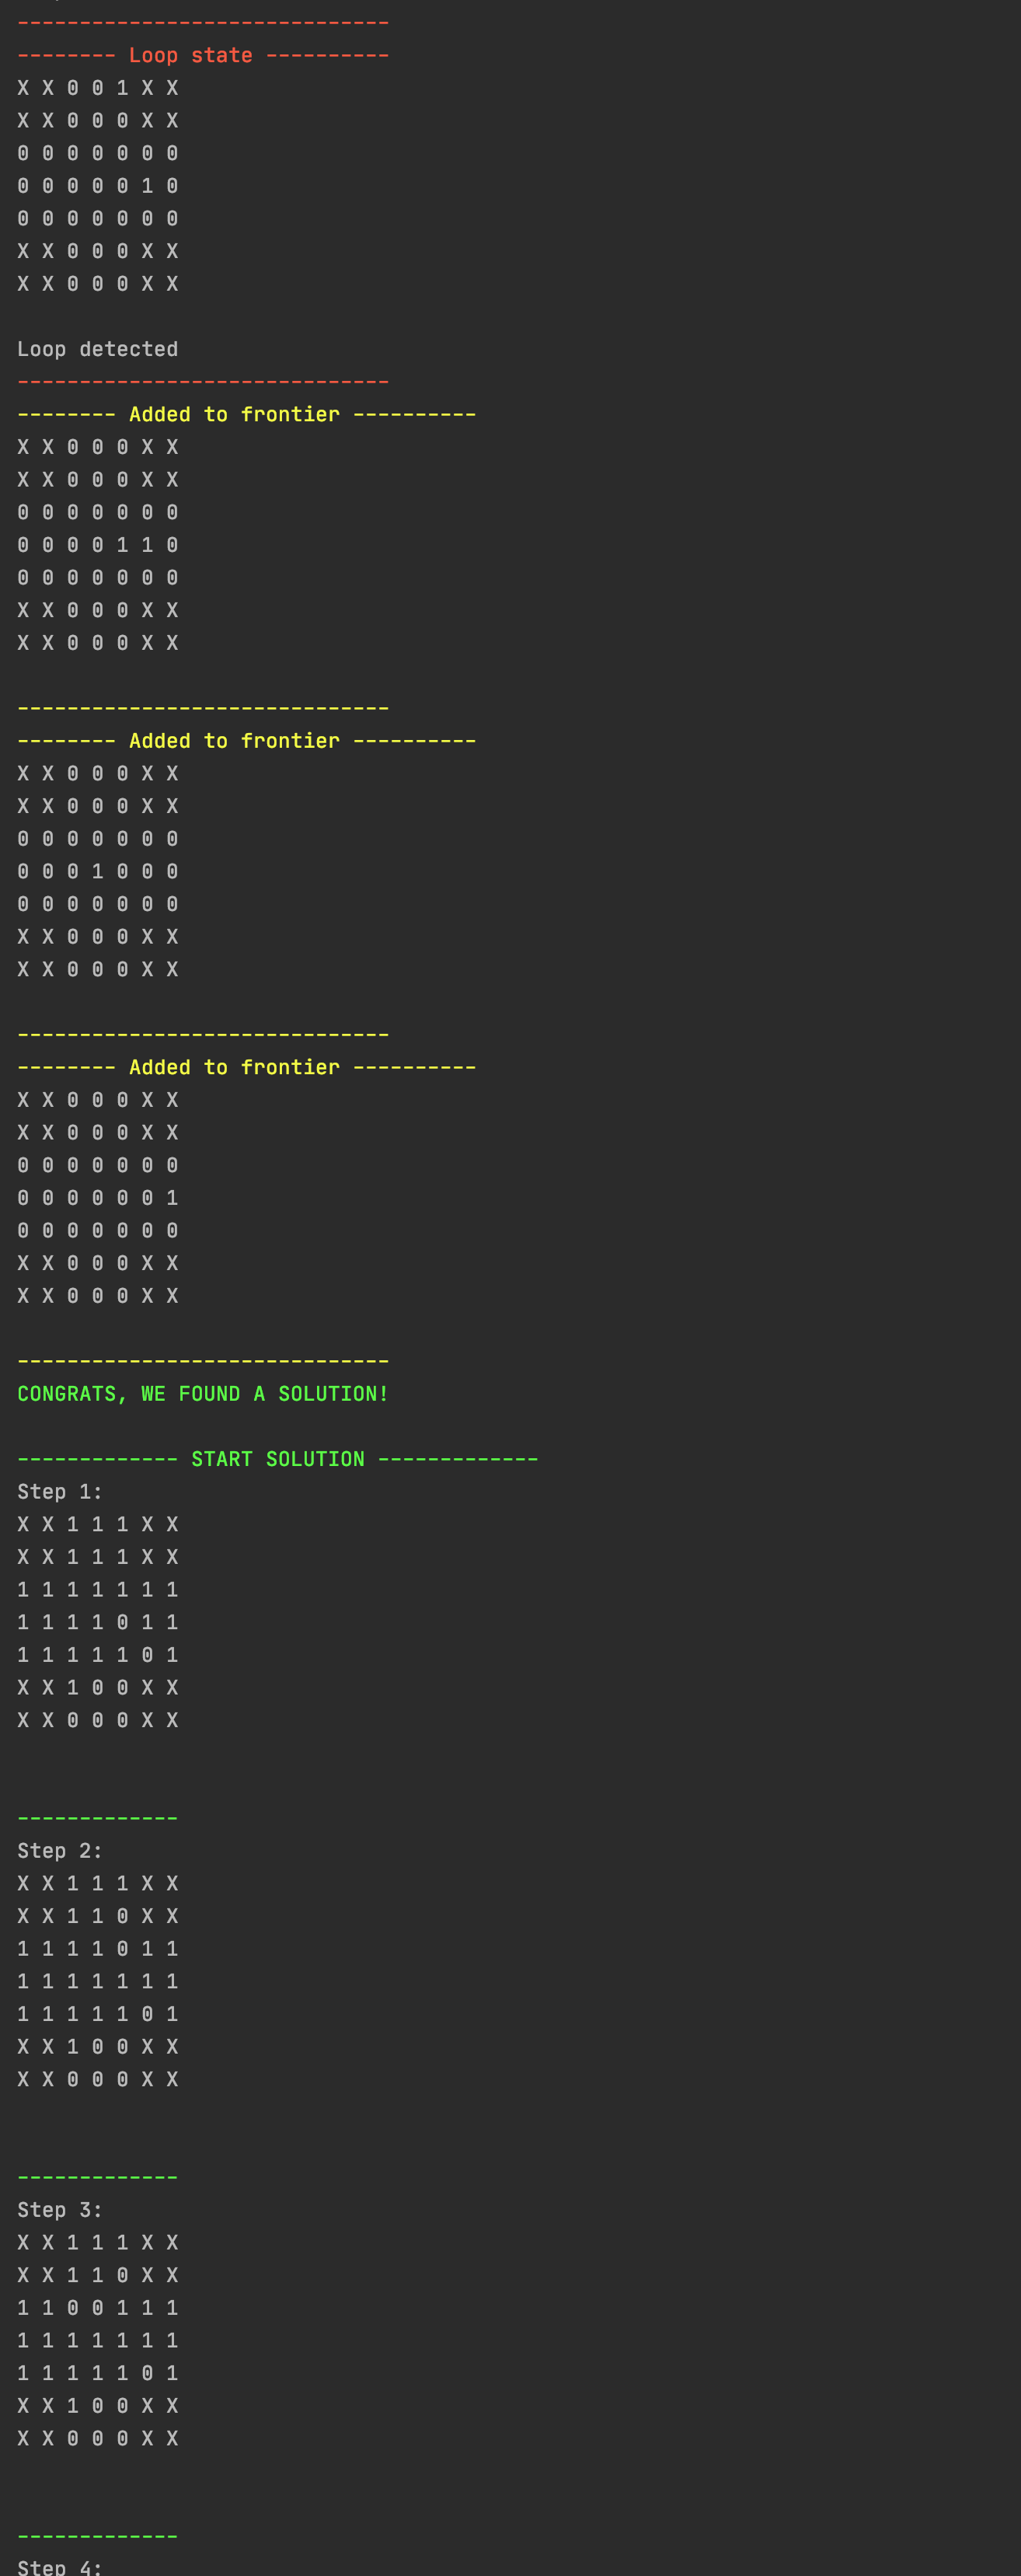 ------------------------------
-------- Loop state ----------
X X 0 0 1 X X
X X 0 0 0 X X
0 0 0 0 0 0 0
0 0 0 0 0 1 0
0 0 0 0 0 0 0
X X 0 0 0 X X
X X 0 0 0 X X
Loop detected
------------------------------
-------- Added to frontier ----------
X X 0 0 0 X X
X X 0 0 0 X X
0 0 0 0 0 0 0
0 0 0 0 1 1 0
0 0 0 0 0 0 0
X X 0 0 0 X X
X X 0 0 0 X X
------------------------------
-------- Added to frontier ----------
X X 0 0 0 X X
X X 0 0 0 X X
0 0 0 0 0 0 0
0 0 0 1 0 0 0
0 0 0 0 0 0 0
X X 0 0 0 X X
X X 0 0 0 X X
------------------------------
-------- Added to frontier ----------
X X 0 0 0 X X
X X 0 0 0 X X
0 0 0 0 0 0 0
0 0 0 0 0 0 1
0 0 0 0 0 0 0
X X 0 0 0 X X
X X 0 0 0 X X
------------------------------
CONGRATS, WE FOUND A SOLUTION!
------------- START SOLUTION -------------
Step 1:
X X 1 1 1 X X
X X 1 1 1 X X
1 1 1 1 1 1 1
1 1 1 1 0 1 1
1 1 1 1 1 0 1
X X 1 0 0 X X
X X 0 0 0 X X
-------------
Step 2:
X X 1 1 1 X X
X X 1 1 0 X X
1 1 1 1 0 1 1
1 1 1 1 1 1 1
1 1 1 1 1 0 1
X X 1 0 0 X X
X X 0 0 0 X X
-------------
Step 3:
X X 1 1 1 X X
X X 1 1 0 X X
1 1 0 0 1 1 1
1 1 1 1 1 1 1
1 1 1 1 1 0 1
X X 1 0 0 X X
X X 0 0 0 X X
-------------
Step 4: